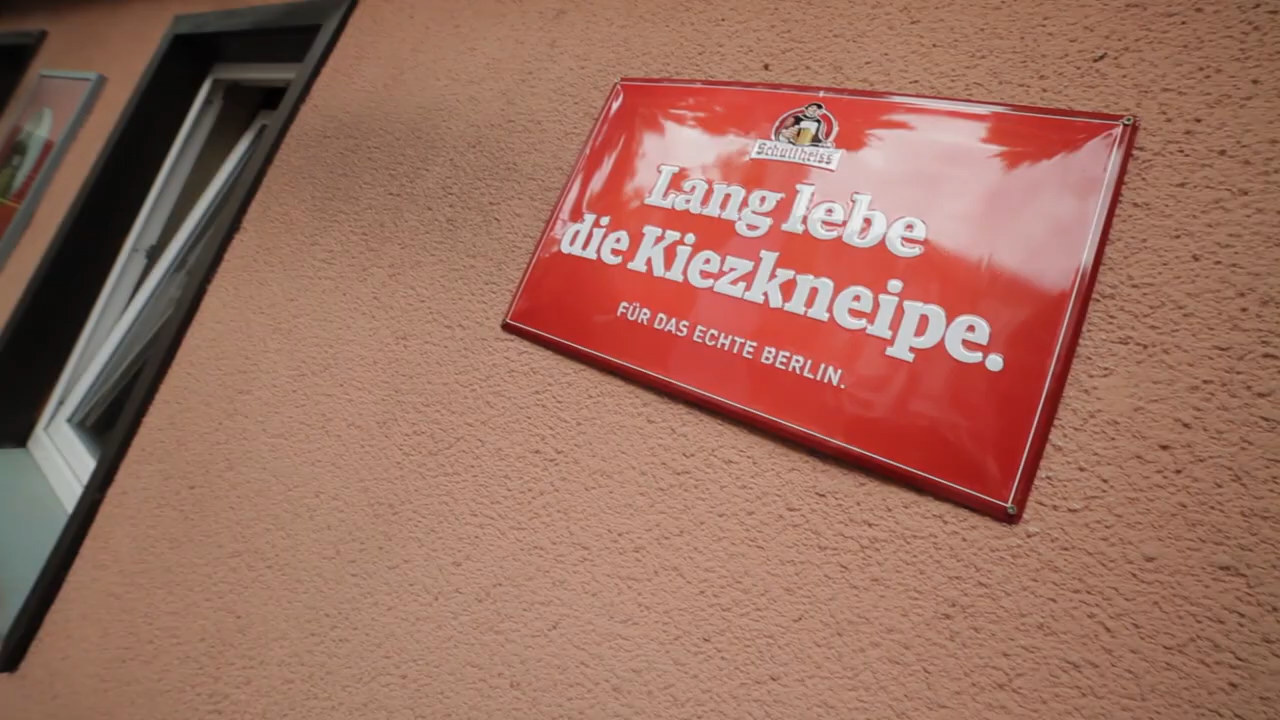 Schultheiss
Lang lebe
die Kiezkneipe.
FÜR DAS ECHTE BERLIN.